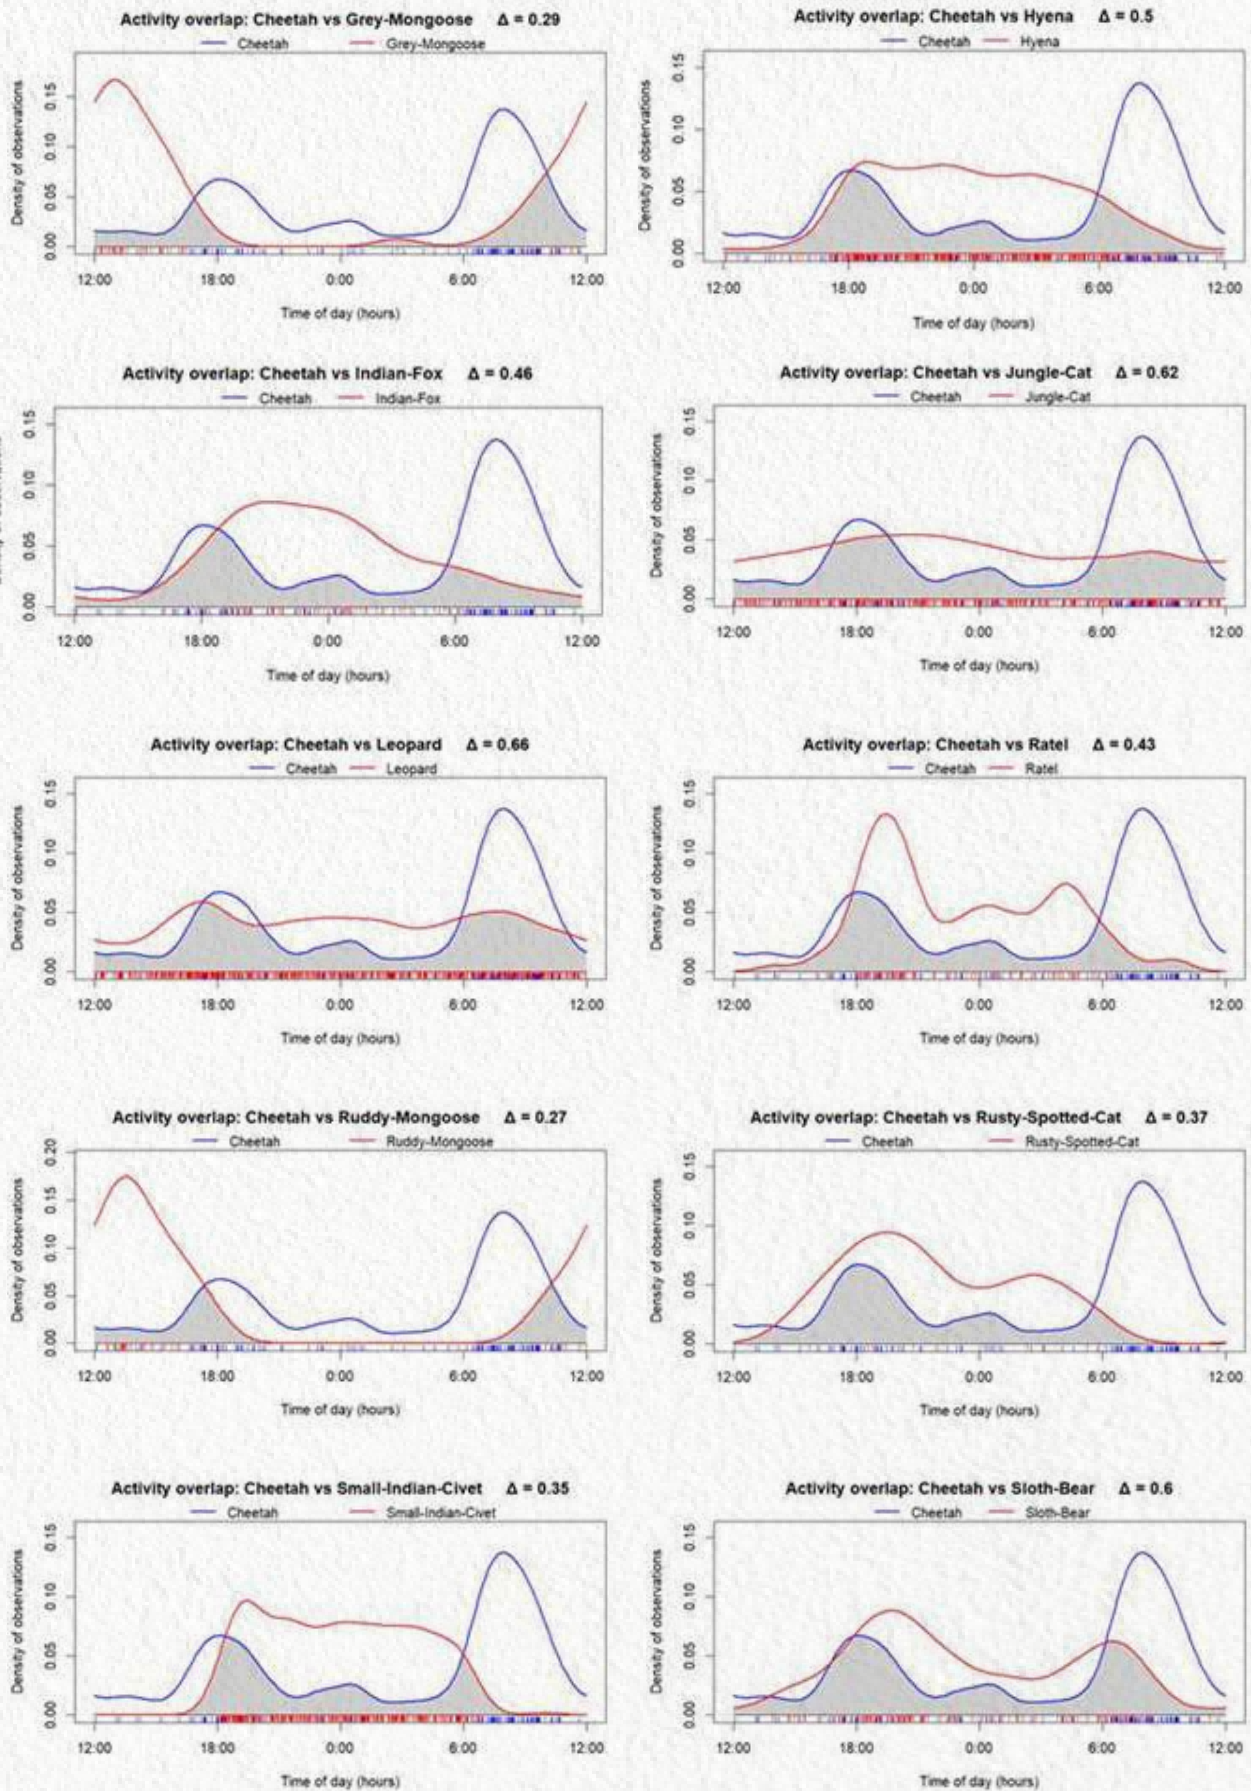 Activity overlap: Cheetah vs Grey-Mongoose Δ = 0.29
Cheetah Grey-Mongoose
Density of observations
0.00 0.05 0.10 0.15
12:00 18:00 0:00 6:00 12:00
Time of day (hours)
Activity overlap: Cheetah vs Hyena Δ = 0.5
Cheetah Hyena
Density of observations
0.00 0.05 0.10 0.15
12:00 18:00 0:00 6:00 12:00
Time of day (hours)
Activity overlap: Cheetah vs Indian-Fox Δ = 0.46
Cheetah Indian-Fox
0.00 0.05 0.10 0.15
12:00 18:00 0:00 6:00 12:00
Time of day (hours)
Activity overlap: Cheetah vs Jungle-Cat Δ = 0.62
Cheetah Jungle-Cat
Density of observations
0.00 0.05 0.10 0.15
12:00 18:00 0:00 6:00 12:00
Time of day (hours)
Activity overlap: Cheetah vs Leopard Δ = 0.66
Cheetah Leopard
Density of observations
0.00 0.05 0.10 0.15
12:00 18:00 0:00 6:00 12:00
Time of day (hours)
Activity overlap: Cheetah vs Ratel Δ = 0.43
Cheetah Ratel
Density of observations
0.00 0.05 0.10 0.15
12:00 18:00 0:00 6:00 12:00
Time of day (hours)
Activity overlap: Cheetah vs Ruddy-Mongoose Δ = 0.27
Cheetah Ruddy-Mongoose
Density of observations
0.00 0.05 0.10 0.15 0.20
12:00 18:00 0:00 6:00 12:00
Time of day (hours)
Activity overlap: Cheetah vs Rusty-Spotted-Cat Δ = 0.37
Cheetah Rusty-Spotted-Cat
Density of observations
0.00 0.05 0.10 0.15
12:00 18:00 0:00 6:00 12:00
Time of day (hours)
Activity overlap: Cheetah vs Small-Indian-Civet Δ = 0.35
Cheetah Small-Indian-Civet
Density of observations
0.00 0.05 0.10 0.15
12:00 18:00 0:00 6:00 12:00
Time of day (hours)
Activity overlap: Cheetah vs Sloth-Bear Δ = 0.6
Cheetah Sloth-Bear
Density of observations
0.00 0.05 0.10 0.15
12:00 18:00 0:00 6:00 12:00
Time of day (hours)